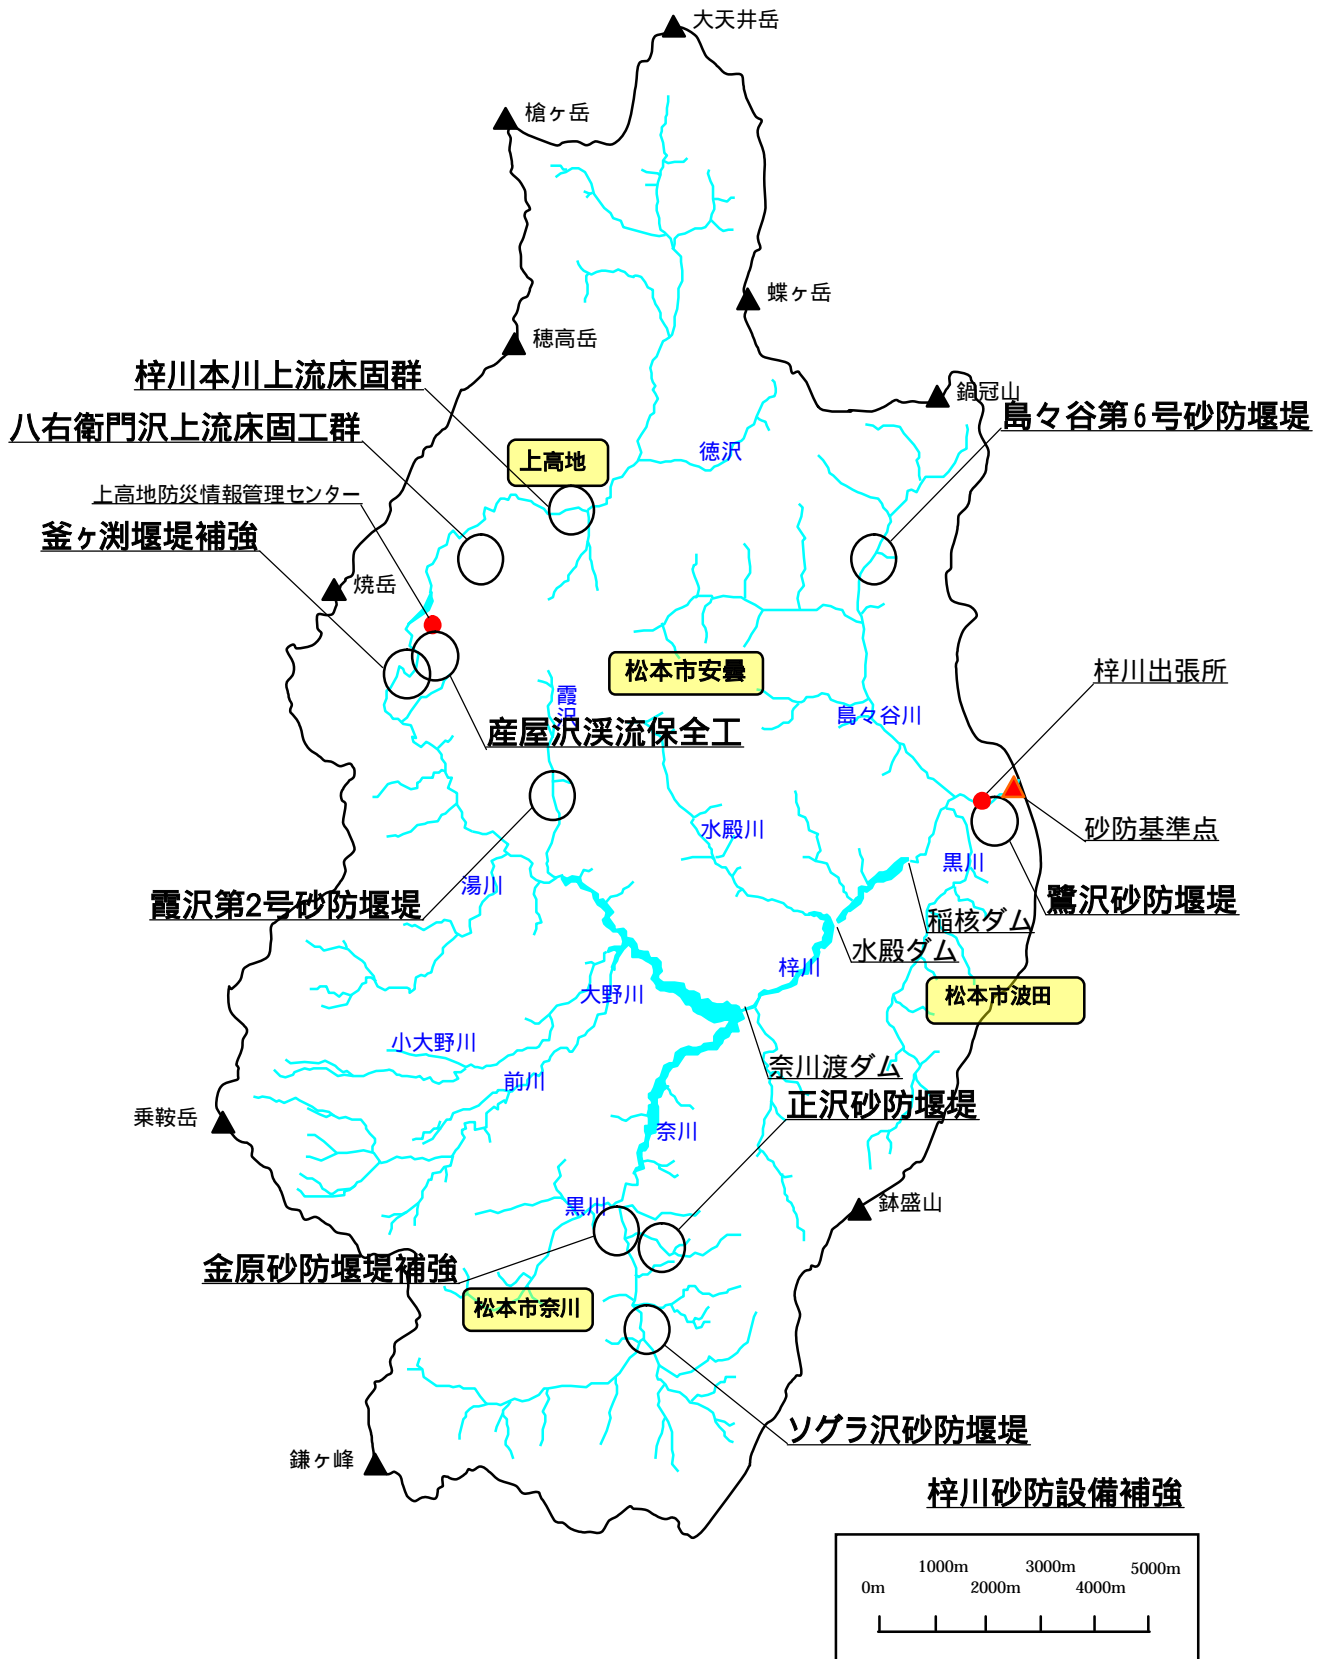 大天井岳
槍ヶ岳
蝶ヶ岳
穂高岳
梓川本川上流床固群
鍋冠山
島々谷第6号砂防堰堤
八右衛門沢上流床固工群
徳沢
上高地
上高地防災情報管理センター
釜ヶ渕堰堤補強
焼岳
松本市安曇
梓川出張所
霞沢
島々谷川
産屋沢渓流保全工
水殿川
砂防基準点
黒川
湯川
霞沢第2号砂防堰堤
鷺沢砂防堰堤
稲核ダム
水殿ダム
梓川
大野川
松本市波田
小大野川
奈川渡ダム
前川
正沢砂防堰堤
乗鞍岳
奈川
黒川
鉢盛山
金原砂防堰堤補強
松本市奈川
ソグラ沢砂防堰堤
鎌ヶ峰
梓川砂防設備補強
1000m 3000m 5000m
0m 2000m 4000m